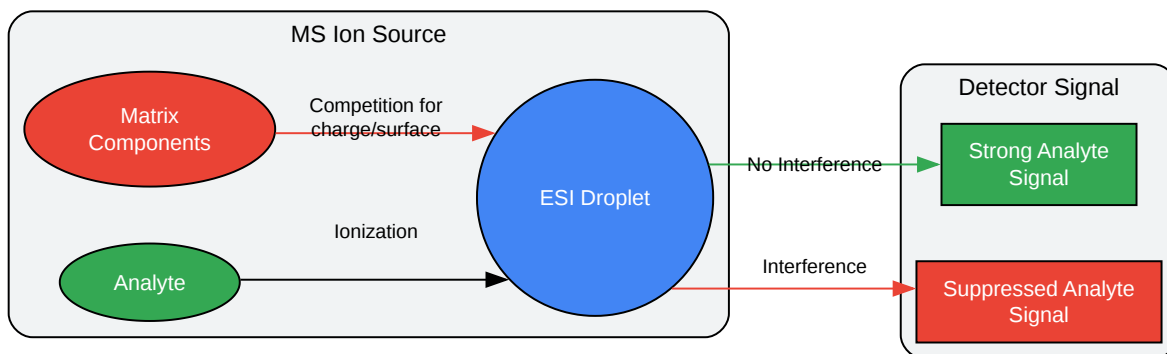 MS Ion Source
Matrix
Components
Competition for
charge/surface
Ionization
Analyte
ESI Droplet
No Interference
Interference
Detector Signal
Strong Analyte
Signal
Suppressed Analyte
Signal